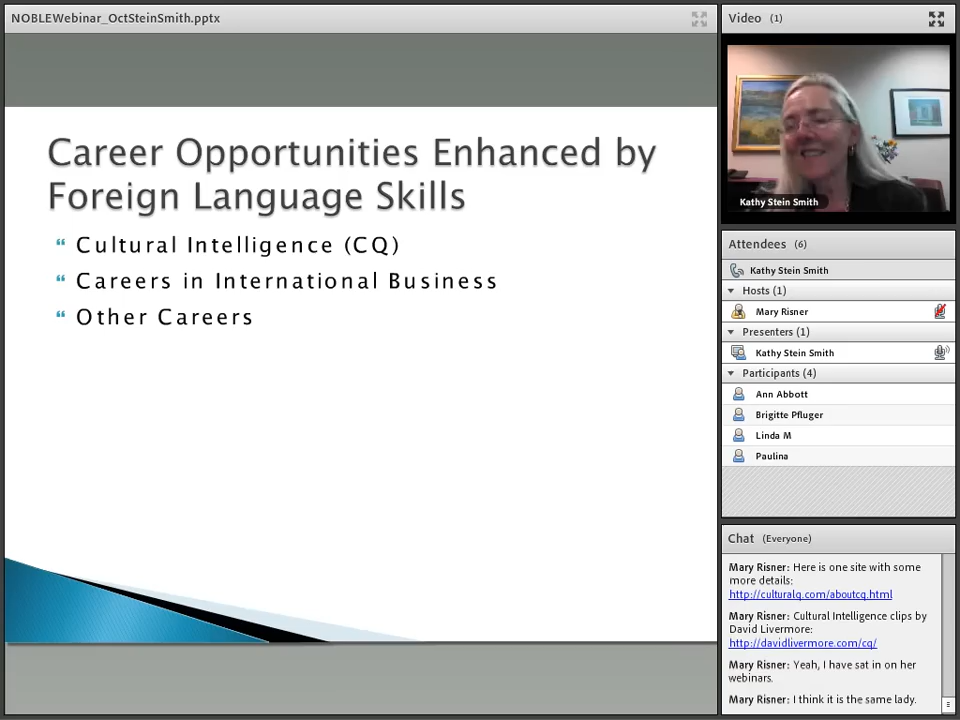 NOBLEWebinar_OctSteinSmith.pptx
Career Opportunities Enhanced by
Foreign Language Skills
Cultural Intelligence (CQ)
Careers in International Business
Other Careers
Video (1)
Kathy Stein Smith
Attendees (6)
Kathy Stein Smith
Hosts (1)
Mary Risner
Presenters (1)
Kathy Stein Smith
Participants (4)
Ann Abbott
Brigitte Pfluger
Linda M
Paulina
Chat (Everyone)
Mary Risner: Here is one site with some
more details:
http://culturalq.com/aboutcq.html
Mary Risner: Cultural Intelligence clips by
David Livermore:
http://davidlivermore.com/cq/
Mary Risner: Yeah, I have sat in on her
webinars.
Mary Risner: I think it is the same lady.